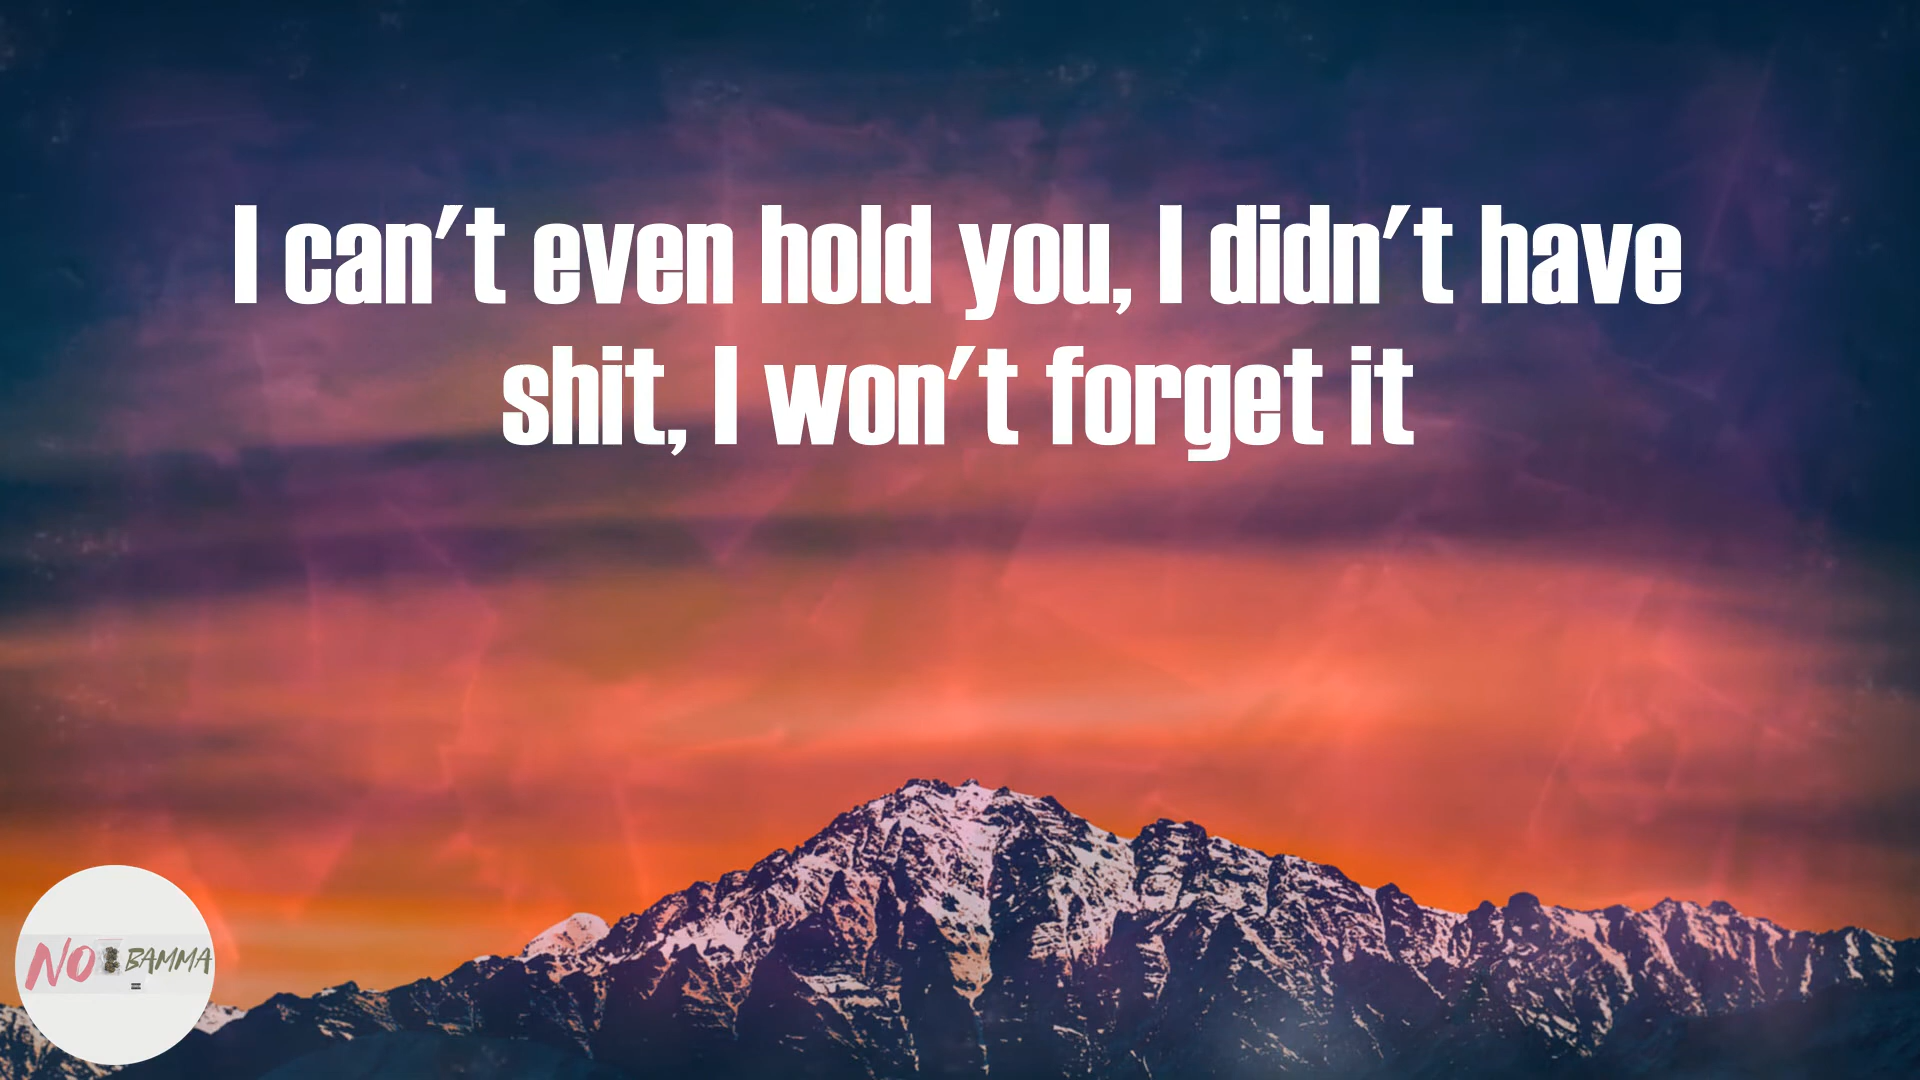 I can't even hold you, I didn't have
shit, I won't forget it
NO BAMMA